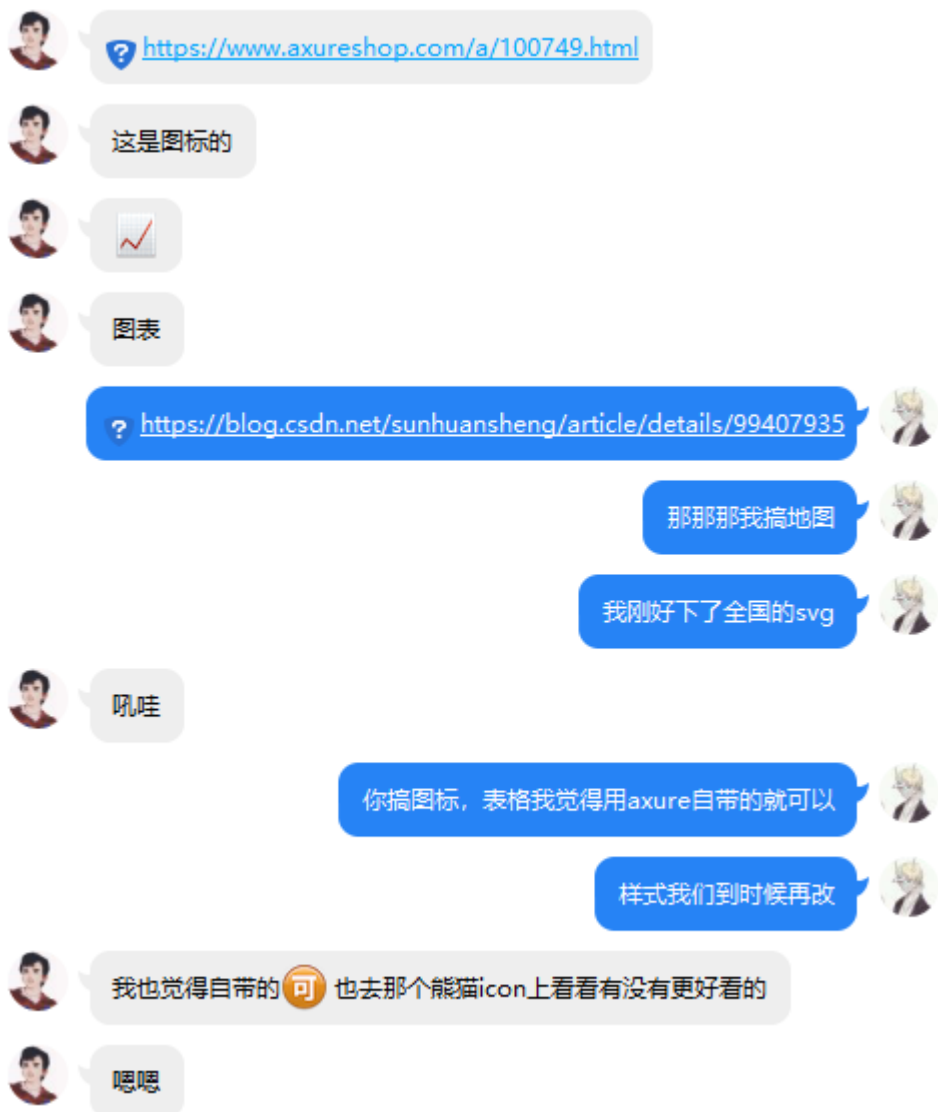 https://www.axureshop.com/a/100749.html
这是图标的
图表
https://blog.csdn.net/sunhuansheng/article/details/99407935
那那那我搞地图
我刚好下了全国的svg
吼哇
你搞图标，表格我觉得用axure自带的就可以
样式我们到时候再改
我也觉得自带的🉑 也去那个熊猫icon上看看有没有更好看的
嗯嗯